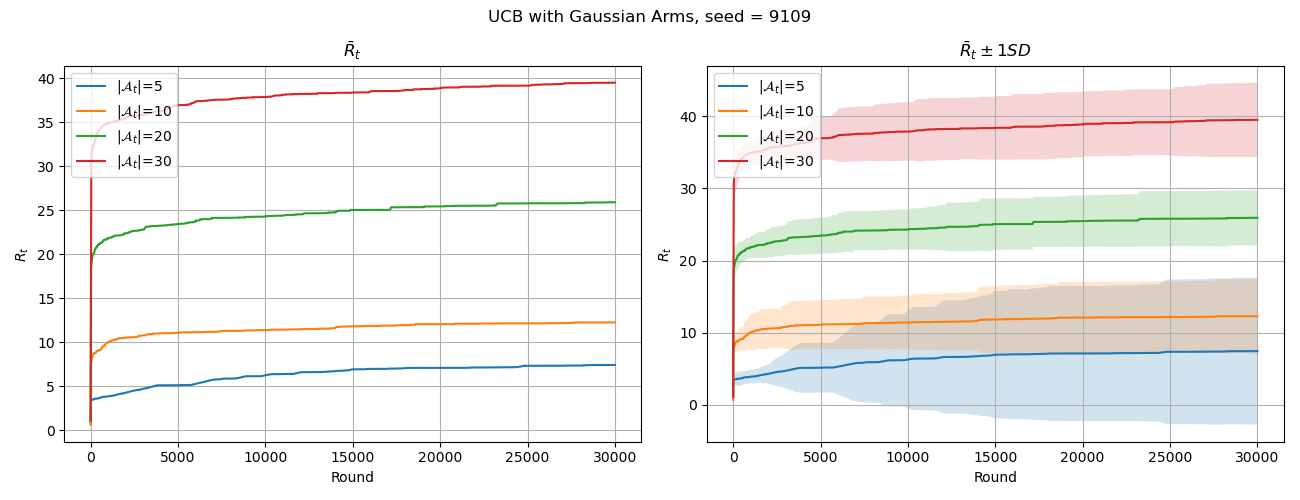 UCB with Gaussian Arms, seed = 9109
R̄_t
40
35
30
25
20
15
10
5
0
R_t
|𝒜_t|=5
|𝒜_t|=10
|𝒜_t|=20
|𝒜_t|=30
0 5000 10000 15000 20000 25000 30000
Round
R̄_t ± 1SD
40
30
20
10
0
R_t
|𝒜_t|=5
|𝒜_t|=10
|𝒜_t|=20
|𝒜_t|=30
0 5000 10000 15000 20000 25000 30000
Round